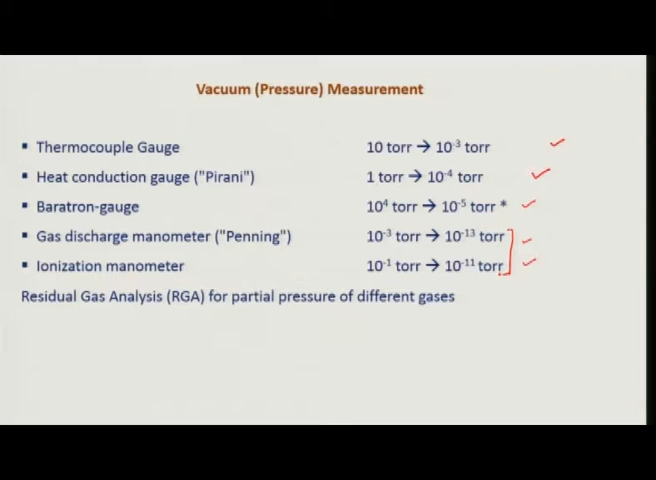 Vacuum (Pressure) Measurement
▪ Thermocouple Gauge 10 torr → 10⁻³ torr
▪ Heat conduction gauge ("Pirani") 1 torr → 10⁻⁴ torr
▪ Baratron-gauge 10⁴ torr → 10⁻⁵ torr *
▪ Gas discharge manometer ("Penning") 10⁻³ torr → 10⁻¹³ torr
▪ Ionization manometer 10⁻¹ torr → 10⁻¹¹ torr
Residual Gas Analysis (RGA) for partial pressure of different gases